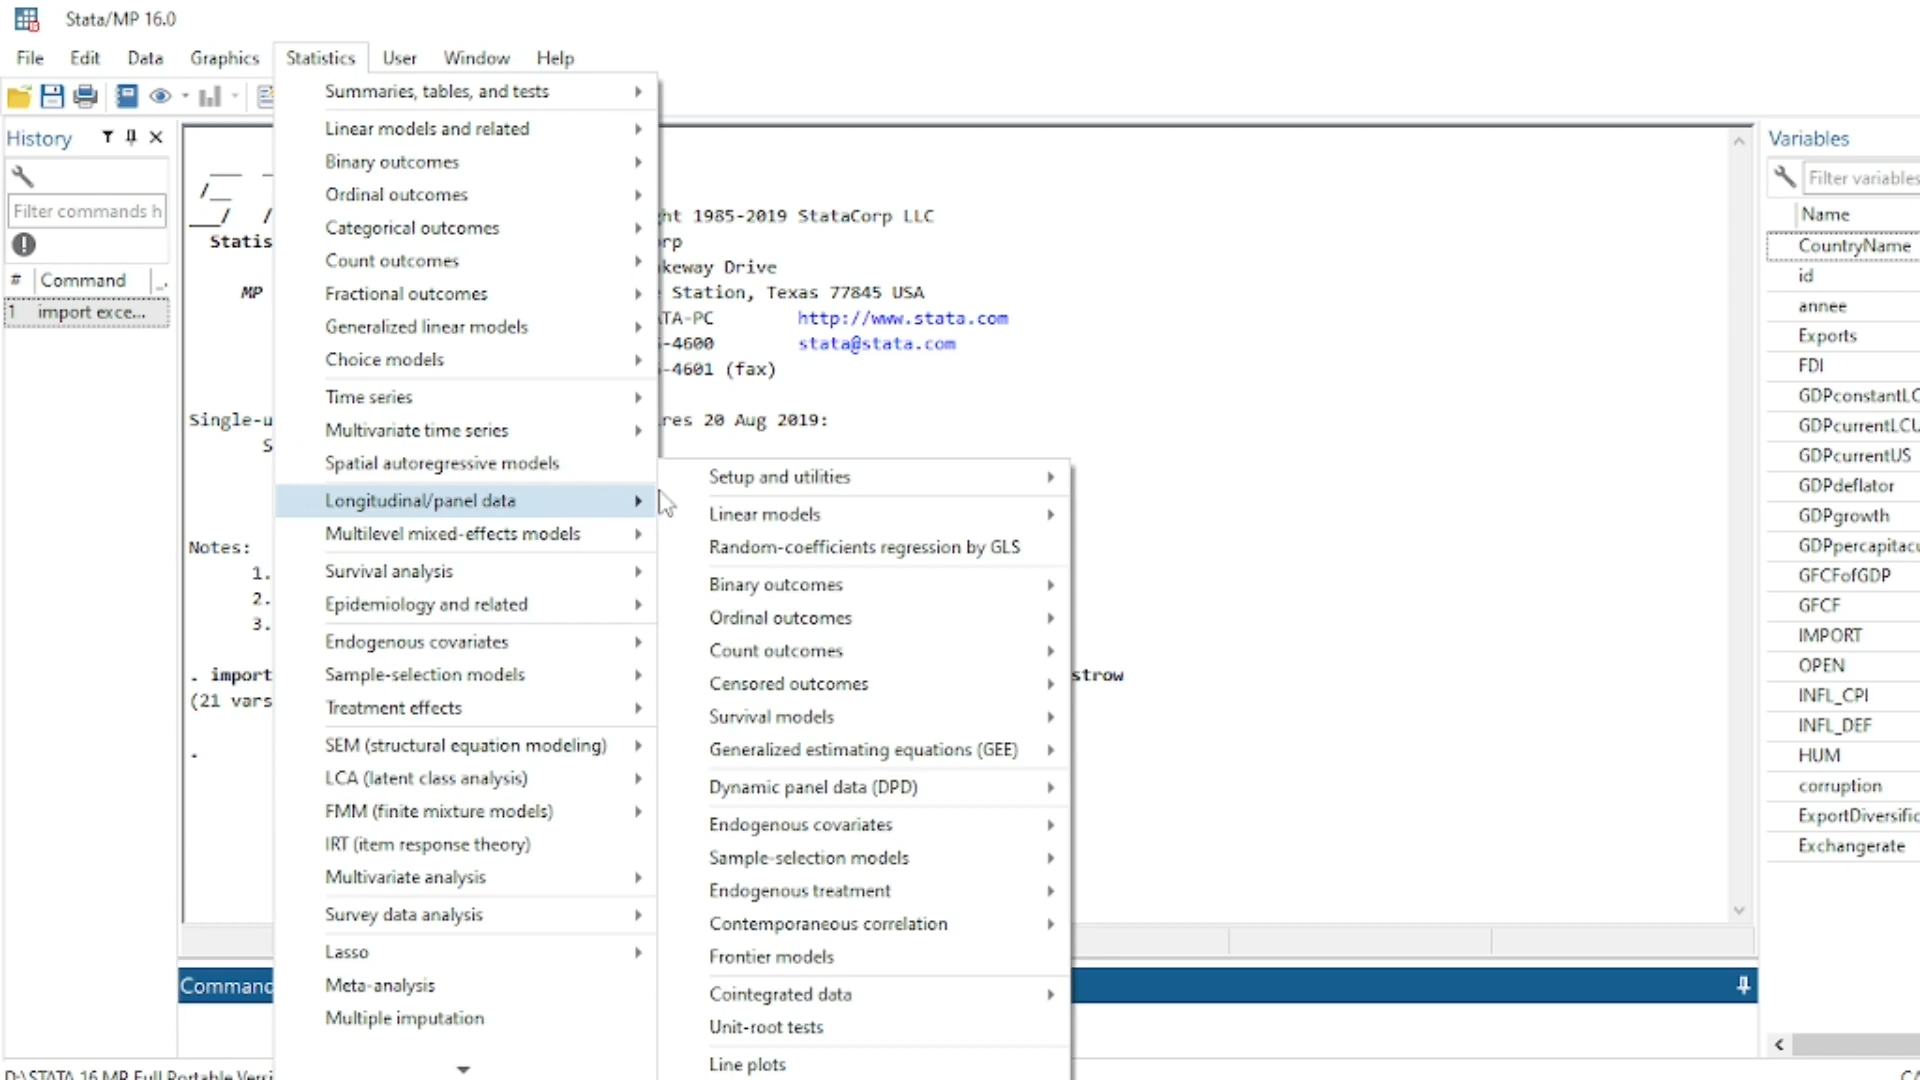 Stata/MP 16.0
File Edit Data Graphics Statistics User Window Help
History
Filter commands h
# Command
1 import exce...
Summaries, tables, and tests
Linear models and related
Binary outcomes
Ordinal outcomes
Categorical outcomes
Count outcomes
Fractional outcomes
Generalized linear models
Choice models
Time series
Multivariate time series
Spatial autoregressive models
Longitudinal/panel data
Multilevel mixed-effects models
Survival analysis
Epidemiology and related
Endogenous covariates
Sample-selection models
Treatment effects
SEM (structural equation modeling)
LCA (latent class analysis)
FMM (finite mixture models)
IRT (item response theory)
Multivariate analysis
Survey data analysis
Lasso
Meta-analysis
Multiple imputation
Setup and utilities
Linear models
Random-coefficients regression by GLS
Binary outcomes
Ordinal outcomes
Count outcomes
Censored outcomes
Survival models
Generalized estimating equations (GEE)
Dynamic panel data (DPD)
Endogenous covariates
Sample-selection models
Endogenous treatment
Contemporaneous correlation
Frontier models
Cointegrated data
Unit-root tests
Line plots
Statis
MP
ht 1985-2019 StataCorp LLC
rp
keway Drive
Station, Texas 77845 USA
TA-PC http://www.stata.com
-4600 stata@stata.com
-4601 (fax)
Single-u res 20 Aug 2019:
S
Notes:
1.
2.
3.
. import strow
(21 vars
.
Command
Variables
Filter variables
Name
CountryName
id
annee
Exports
FDI
GDPconstantLC
GDPcurrentLCU
GDPcurrentUS
GDPdeflator
GDPgrowth
GDPpercapitacu
GFCFofGDP
GFCF
IMPORT
OPEN
INFL_CPI
INFL_DEF
HUM
corruption
ExportDiversific
Exchangerate
D:\STATA 16 MP Full Portable Versi